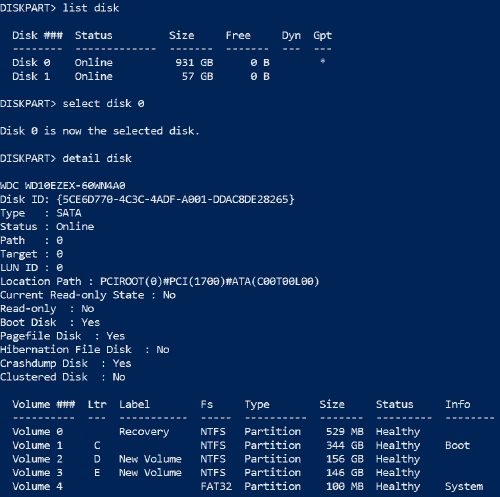 DISKPART> list disk
Disk ### Status Size Free Dyn Gpt
-------- ------------- ------- ------- --- ---
Disk 0 Online 931 GB 0 B *
Disk 1 Online 57 GB 0 B
DISKPART> select disk 0
Disk 0 is now the selected disk.
DISKPART> detail disk
WDC WD10EZEX-60WN4A0
Disk ID: {5CE6D770-4C3C-4ADF-A001-DDAC8DE28265}
Type : SATA
Status : Online
Path : 0
Target : 0
LUN ID : 0
Location Path : PCIROOT(0)#PCI(1700)#ATA(C00T00L00)
Current Read-only State : No
Read-only : No
Boot Disk : Yes
Pagefile Disk : Yes
Hibernation File Disk : No
Crashdump Disk : Yes
Clustered Disk : No
Volume ### Ltr Label Fs Type Size Status Info
---------- --- ----------- ----- ---------- ------- --------- --------
Volume 0 Recovery NTFS Partition 529 MB Healthy
Volume 1 C NTFS Partition 344 GB Healthy Boot
Volume 2 D New Volume NTFS Partition 156 GB Healthy
Volume 3 E New Volume NTFS Partition 146 GB Healthy
Volume 4 FAT32 Partition 100 MB Healthy System